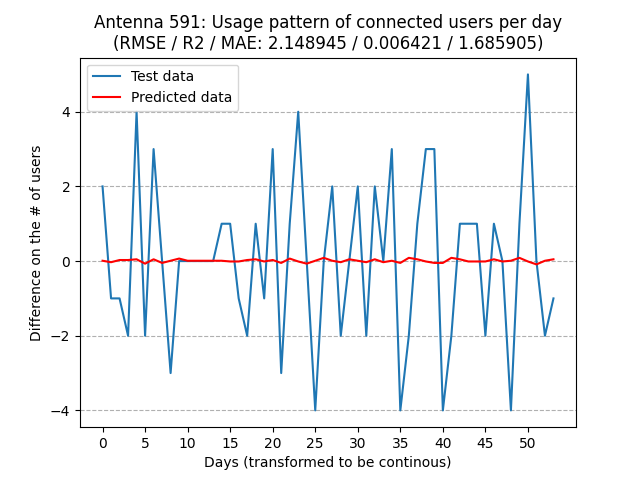 Antenna 591: Usage pattern of connected users per day
(RMSE / R2 / MAE: 2.148945 / 0.006421 / 1.685905)
Test data
Predicted data
Difference on the # of users
4
2
0
−2
−4
0 5 10 15 20 25 30 35 40 45 50
Days (transformed to be continous)